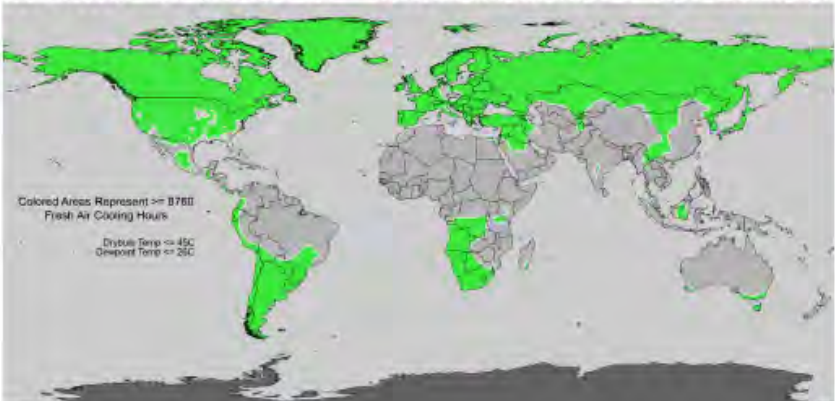 Colored Areas Represent >= 8760
Fresh Air Cooling Hours
Drybulb Temp <= 45C
Dewpoint Temp <= 26C